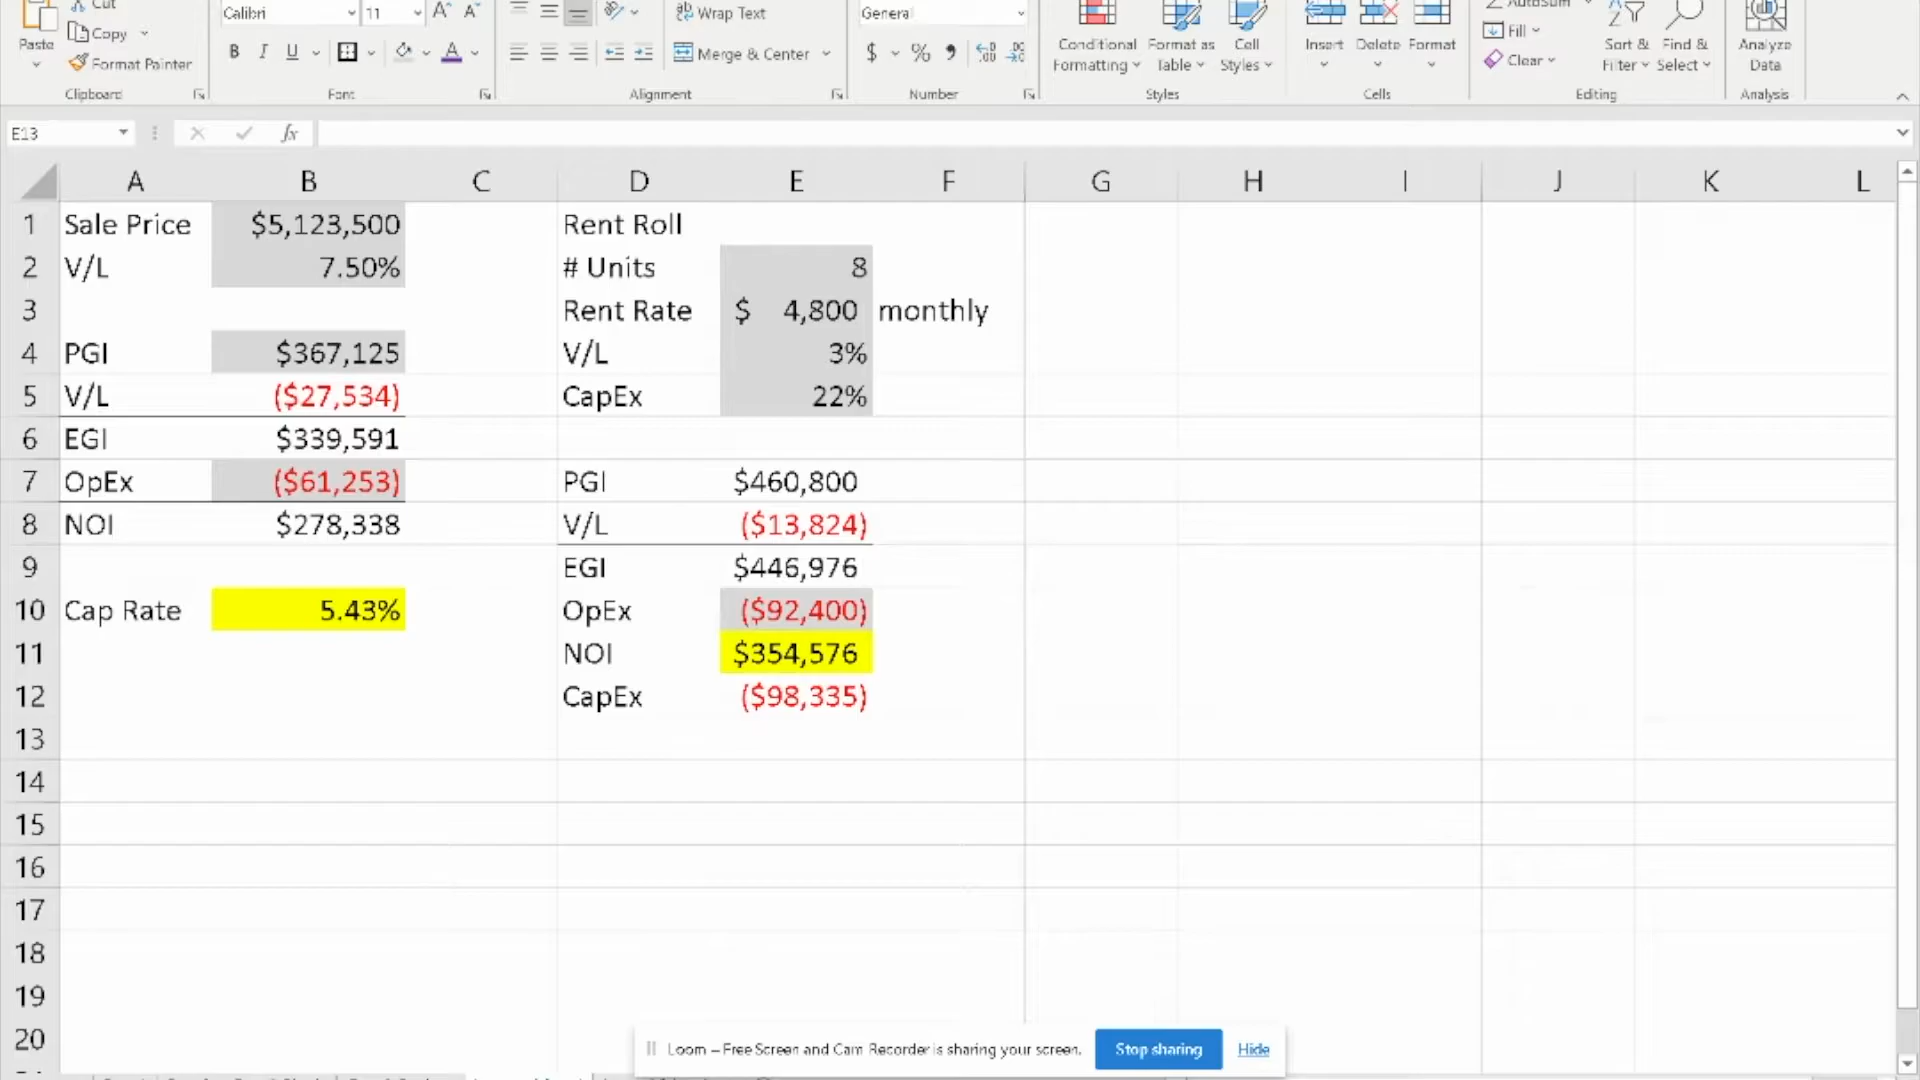 Cut
Calibri 11 A A Wrap Text General AutoSum
Paste Copy Conditional Format as Cell Insert Delete Format Fill Sort & Find & Analyze
Format Painter B I U A Merge & Center $ % Formatting Table Styles Clear Filter Select Data
Clipboard Font Alignment Number Styles Cells Editing Analysis
E13 fx
A B C D E F G H I J K L
1 Sale Price $5,123,500 Rent Roll
2 V/L 7.50% # Units 8
3 Rent Rate $ 4,800 monthly
4 PGI $367,125 V/L 3%
5 V/L ($27,534) CapEx 22%
6 EGI $339,591
7 OpEx ($61,253) PGI $460,800
8 NOI $278,338 V/L ($13,824)
9 EGI $446,976
10 Cap Rate 5.43% OpEx ($92,400)
11 NOI $354,576
12 CapEx ($98,335)
13
14
15
16
17
18
19
20
Loom – Free Screen and Cam Recorder is sharing your screen. Stop sharing Hide